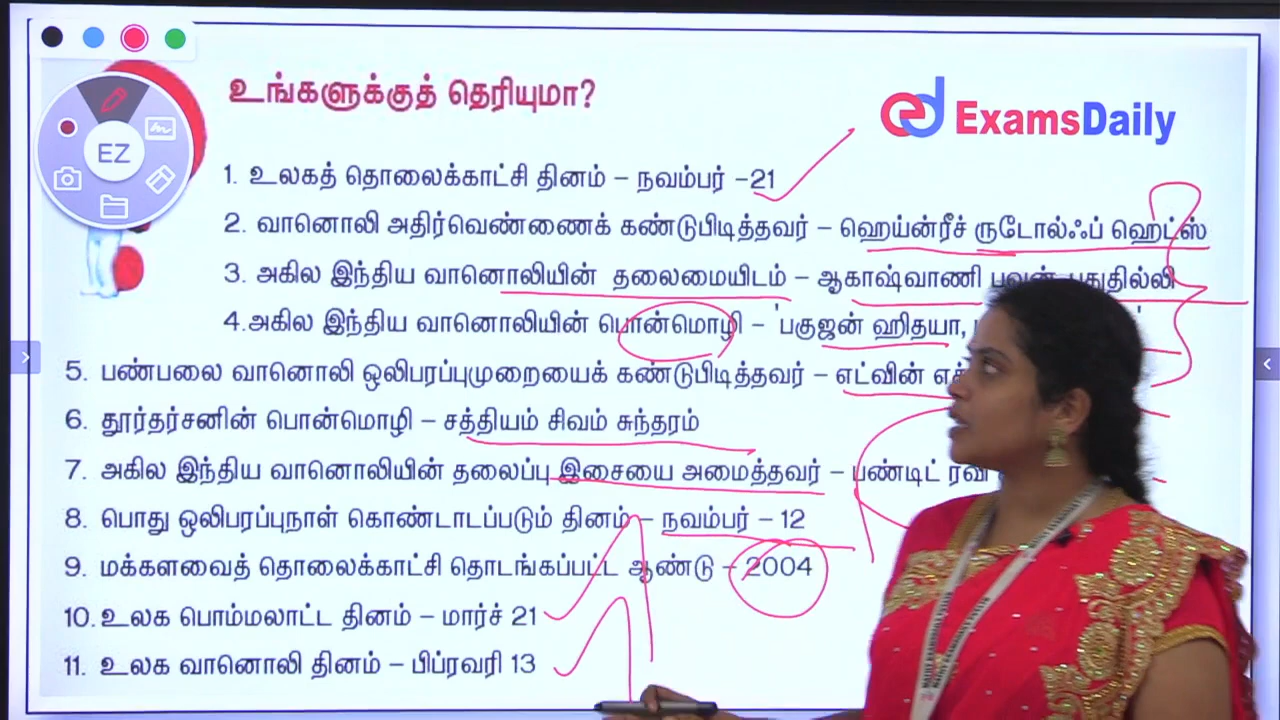 உங்களுக்குத் தெரியுமா?
ExamsDaily
EZ
1. உலகத் தொலைக்காட்சி தினம் – நவம்பர் –21
2. வானொலி அதிர்வெண்ணைக் கண்டுபிடித்தவர் – ஹெய்ன்ரீச் ருடோல்ஃப் ஹெட்ஸ்
3. அகில இந்திய வானொலியின் தலைமையிடம் – ஆகாஷ்வாணி பவன் புதுதில்லி
4.அகில இந்திய வானொலியின் பொன்மொழி – 'பகுஜன் ஹிதயா,
5. பண்பலை வானொலி ஒலிபரப்புமுறையைக் கண்டுபிடித்தவர் – எட்வின்
6. தூர்தர்சனின் பொன்மொழி – சத்தியம் சிவம் சுந்தரம்
7. அகில இந்திய வானொலியின் தலைப்பு இசையை அமைத்தவர் – பண்டிட் ரவி
8. பொது ஒலிபரப்புநாள் கொண்டாடப்படும் தினம் – நவம்பர் – 12
9. மக்களவைத் தொலைக்காட்சி தொடங்கப்பட்ட ஆண்டு – 2004
10. உலக பொம்மலாட்ட தினம் – மார்ச் 21
11. உலக வானொலி தினம் – பிப்ரவரி 13